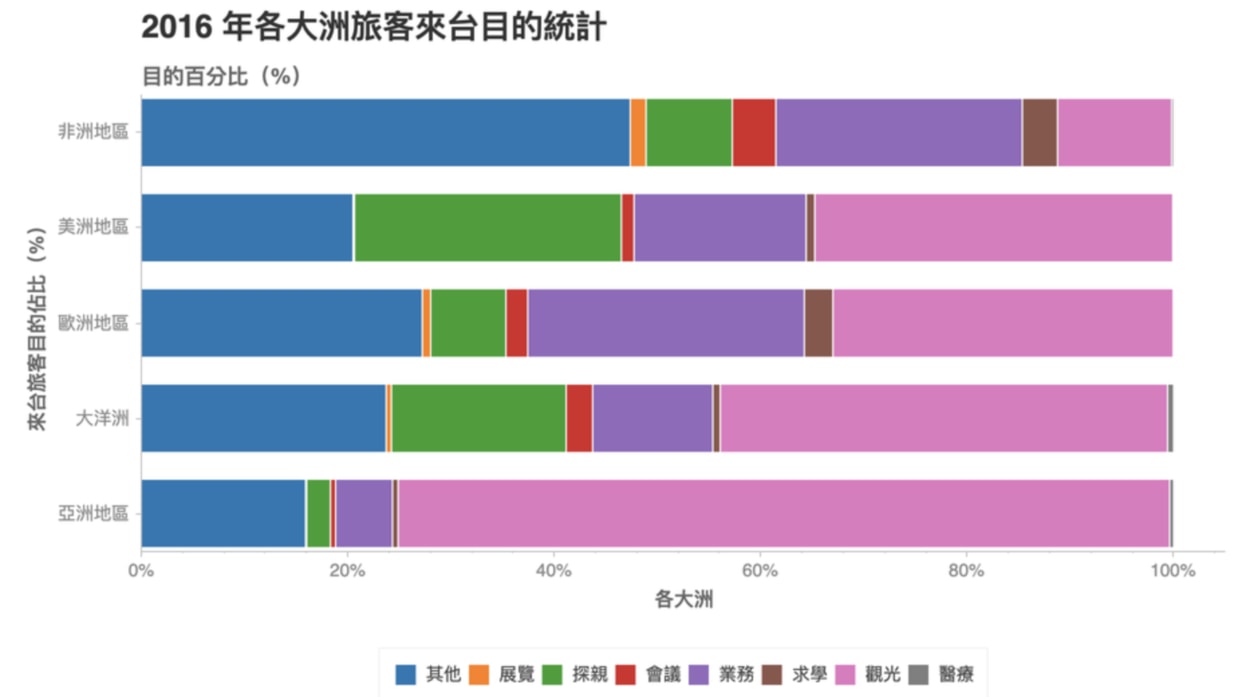 2016 年各大洲旅客來台目的統計
目的百分比（%）
來台旅客目的佔比（%）
非洲地區
美洲地區
歐洲地區
大洋洲
亞洲地區
0% 20% 40% 60% 80% 100%
各大洲
其他 展覽 探親 會議 業務 求學 觀光 醫療